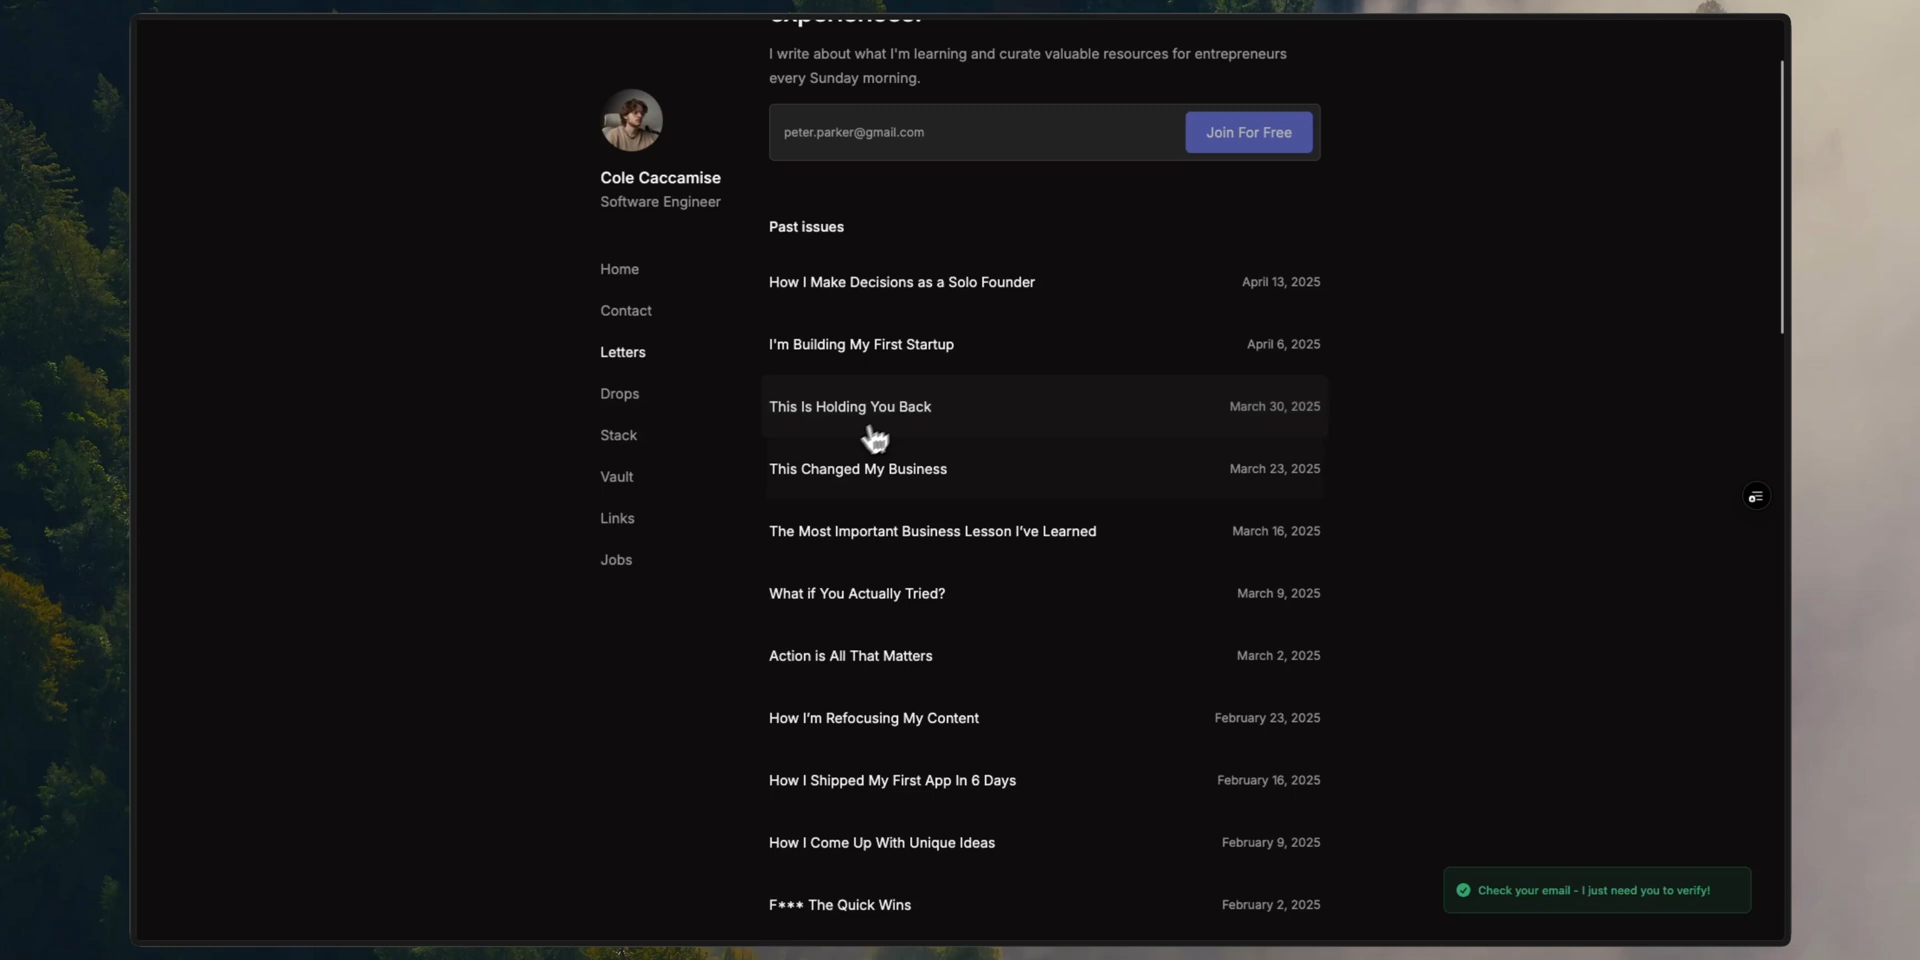 experiences.
I write about what I'm learning and curate valuable resources for entrepreneurs
every Sunday morning.
peter.parker@gmail.com
Join For Free
Cole Caccamise
Software Engineer
Home
Contact
Letters
Drops
Stack
Vault
Links
Jobs
Past issues
How I Make Decisions as a Solo Founder April 13, 2025
I'm Building My First Startup April 6, 2025
This Is Holding You Back March 30, 2025
This Changed My Business March 23, 2025
The Most Important Business Lesson I’ve Learned March 16, 2025
What if You Actually Tried? March 9, 2025
Action is All That Matters March 2, 2025
How I’m Refocusing My Content February 23, 2025
How I Shipped My First App In 6 Days February 16, 2025
How I Come Up With Unique Ideas February 9, 2025
F*** The Quick Wins February 2, 2025
Check your email - I just need you to verify!